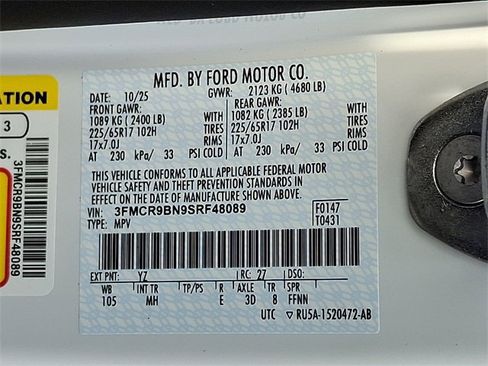 MFD. BY FORD MOTOR CO.
DATE: 10/25 GVWR: 2123 KG ( 4680 LB)
FRONT GAWR: REAR GAWR:
1089 KG ( 2400 LB) 1082 KG ( 2385 LB)
225/65R17 102H TIRES 225/65R17 102H TIRES
17x7.0J RIMS 17x7.0J RIMS
AT 230 kPa/ 33 PSI COLD AT 230 kPa/ 33 PSI COLD
THIS VEHICLE CONFORMS TO ALL APPLICABLE FEDERAL MOTOR
VEHICLE SAFETY AND THEFT PREVENTION STANDARDS IN
EFFECT ON THE DATE OF MANUFACTURE SHOWN ABOVE.
VIN: 3FMCR9BN9SRF48089 F0147
TYPE: MPV T0431
EXT PNT: YZ RC: 27 DSO:
WB INT TR TP/PS R AXLE TR SPR
105 MH E 3D 8 FFNN
UTC RU5A-1520472-AB
ATION
3
s.
3FMCR9BN9SRF48089